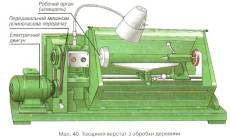 Робочий орган
(шпиндель)
Передавальний механізм
(клинопасова передача)
Електричний
двигун
Мал. 40. Токарний верстат з обробки деревини